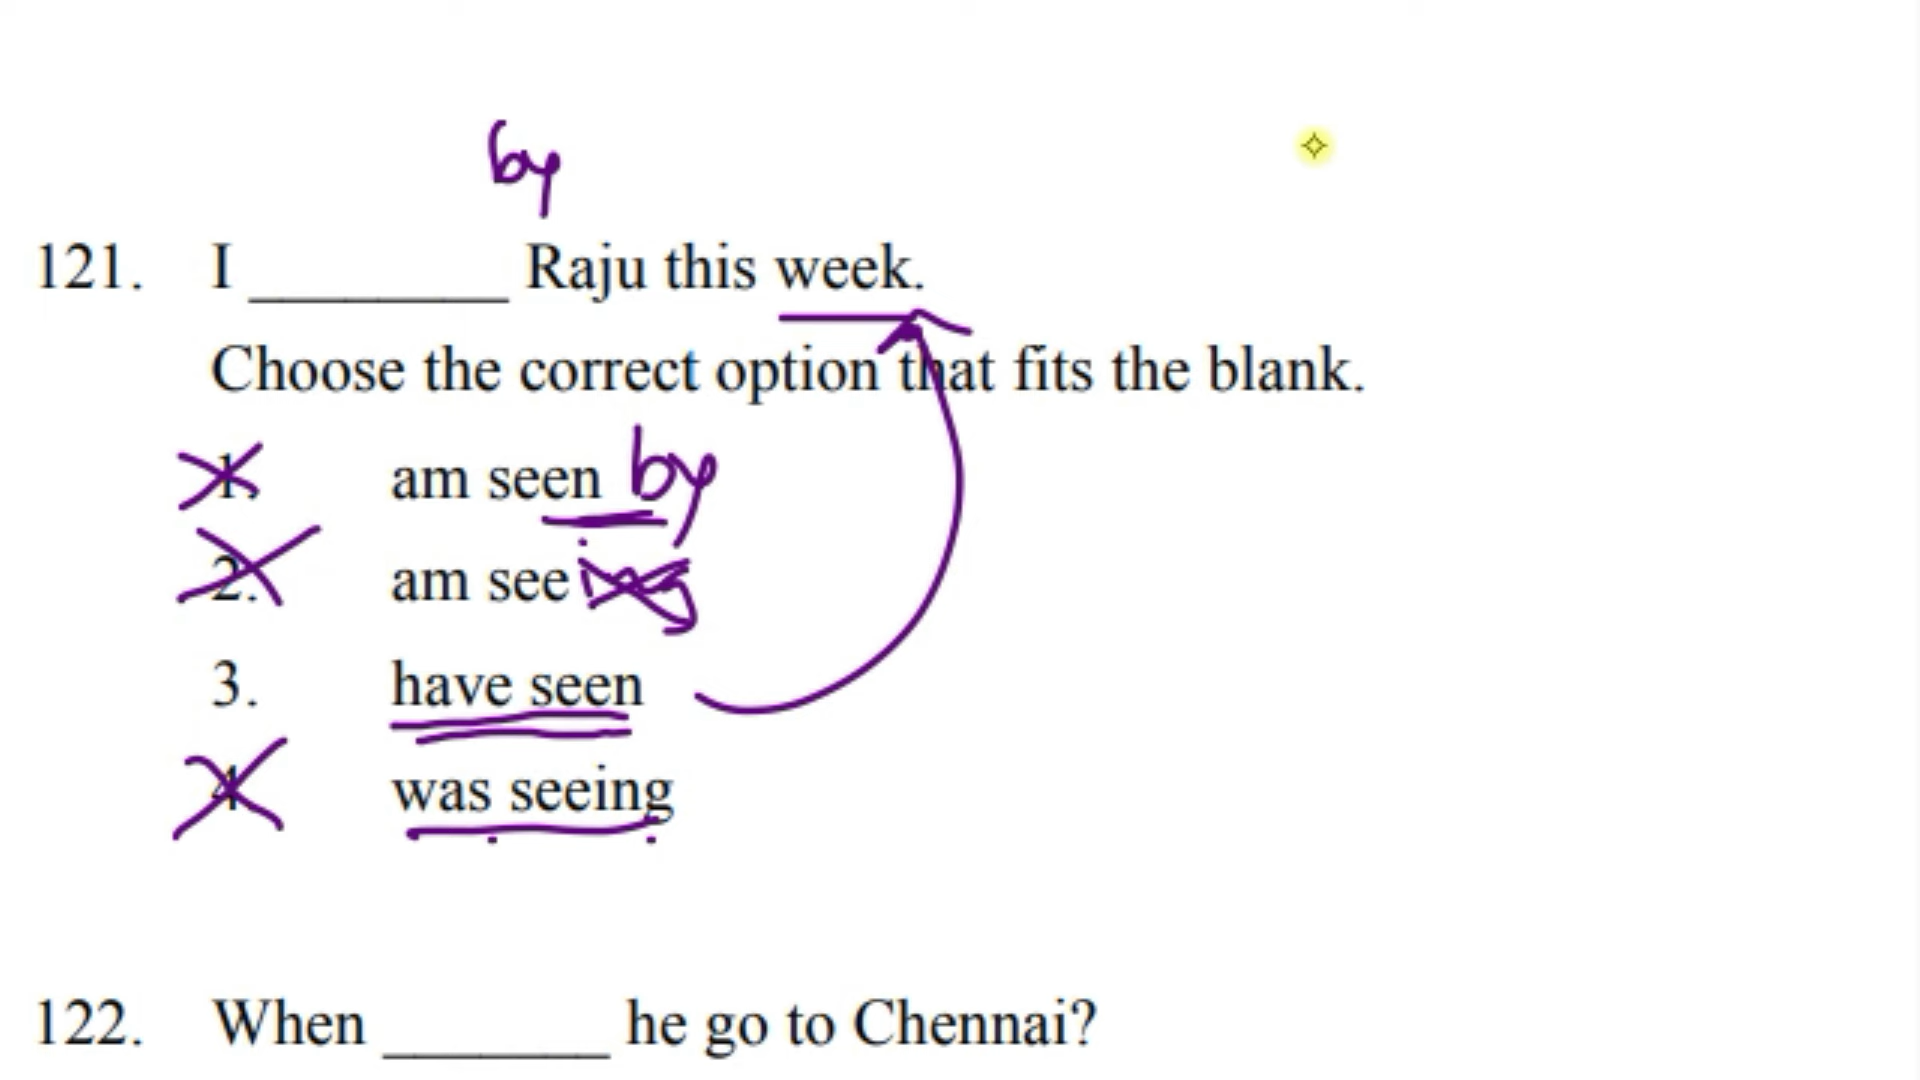 by
121. I ________ Raju this week.
Choose the correct option that fits the blank.
1. am seen by
2. am see
3. have seen
4. was seeing
122. When _______ he go to Chennai?